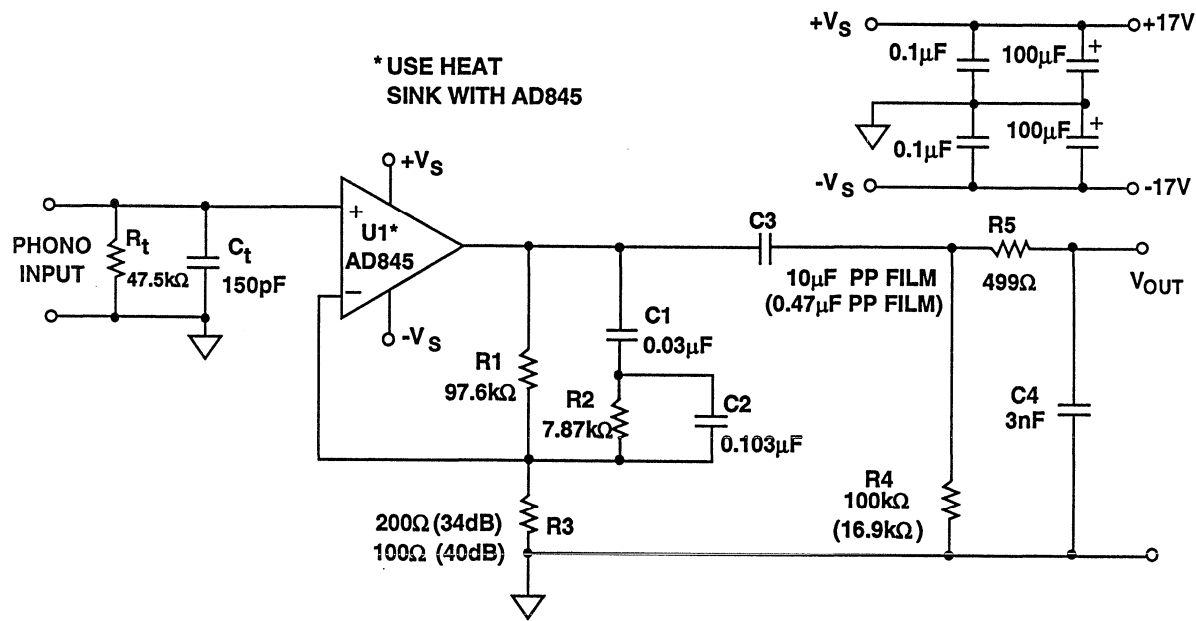 +VS
+17V
0.1µF
100µF
+
* USE HEAT
SINK WITH AD845
0.1µF
100µF
+
-VS
-17V
+VS
PHONO
INPUT
Rt
47.5kΩ
Ct
150pF
+
U1*
AD845
−
-VS
C3
10µF PP FILM
(0.47µF PP FILM)
R5
499Ω
VOUT
C1
0.03µF
R1
97.6kΩ
R2
7.87kΩ
C2
0.103µF
C4
3nF
R4
100kΩ
(16.9kΩ)
200Ω (34dB)
100Ω (40dB)
R3